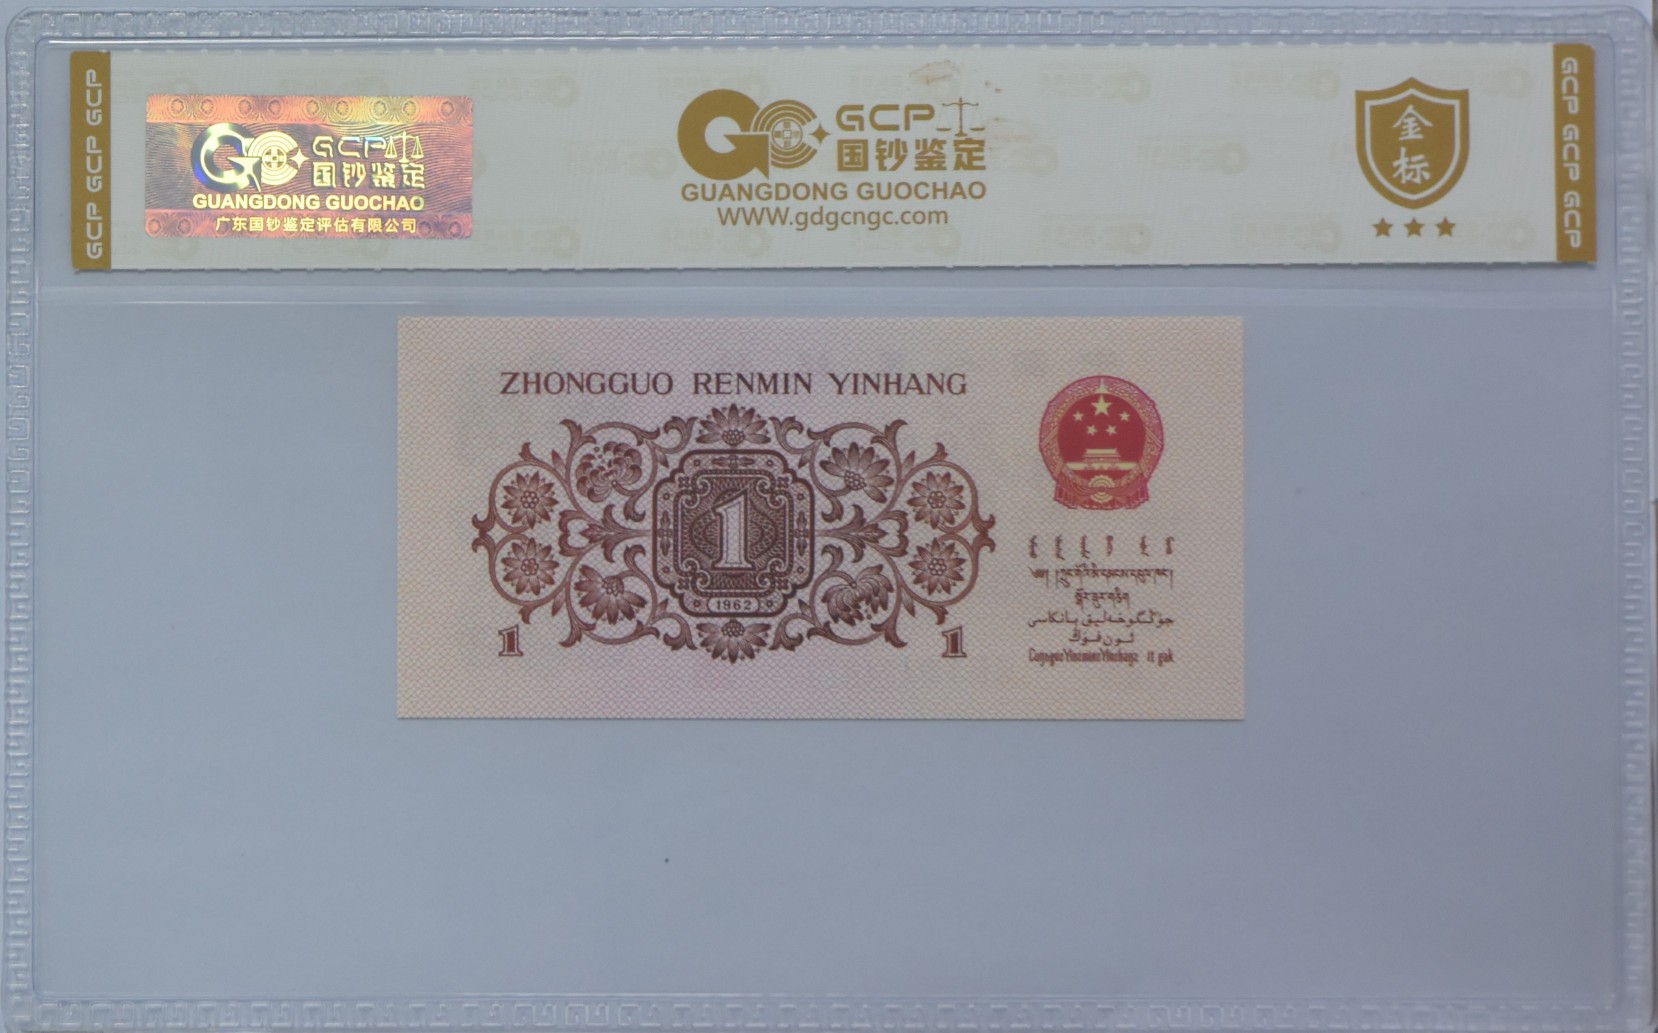 GCP GCP GCP
GCP
国钞鉴定
GUANGDONG GUOCHAO
广东国钞鉴定评估有限公司
GCP
国钞鉴定
GUANGDONG GUOCHAO
WWW.gdgcngc.com
金
标
GCP GCP GCP
ZHONGGUO RENMIN YINHANG
1
1962
1
1
جۇڭگوخەلىق بانكاسى